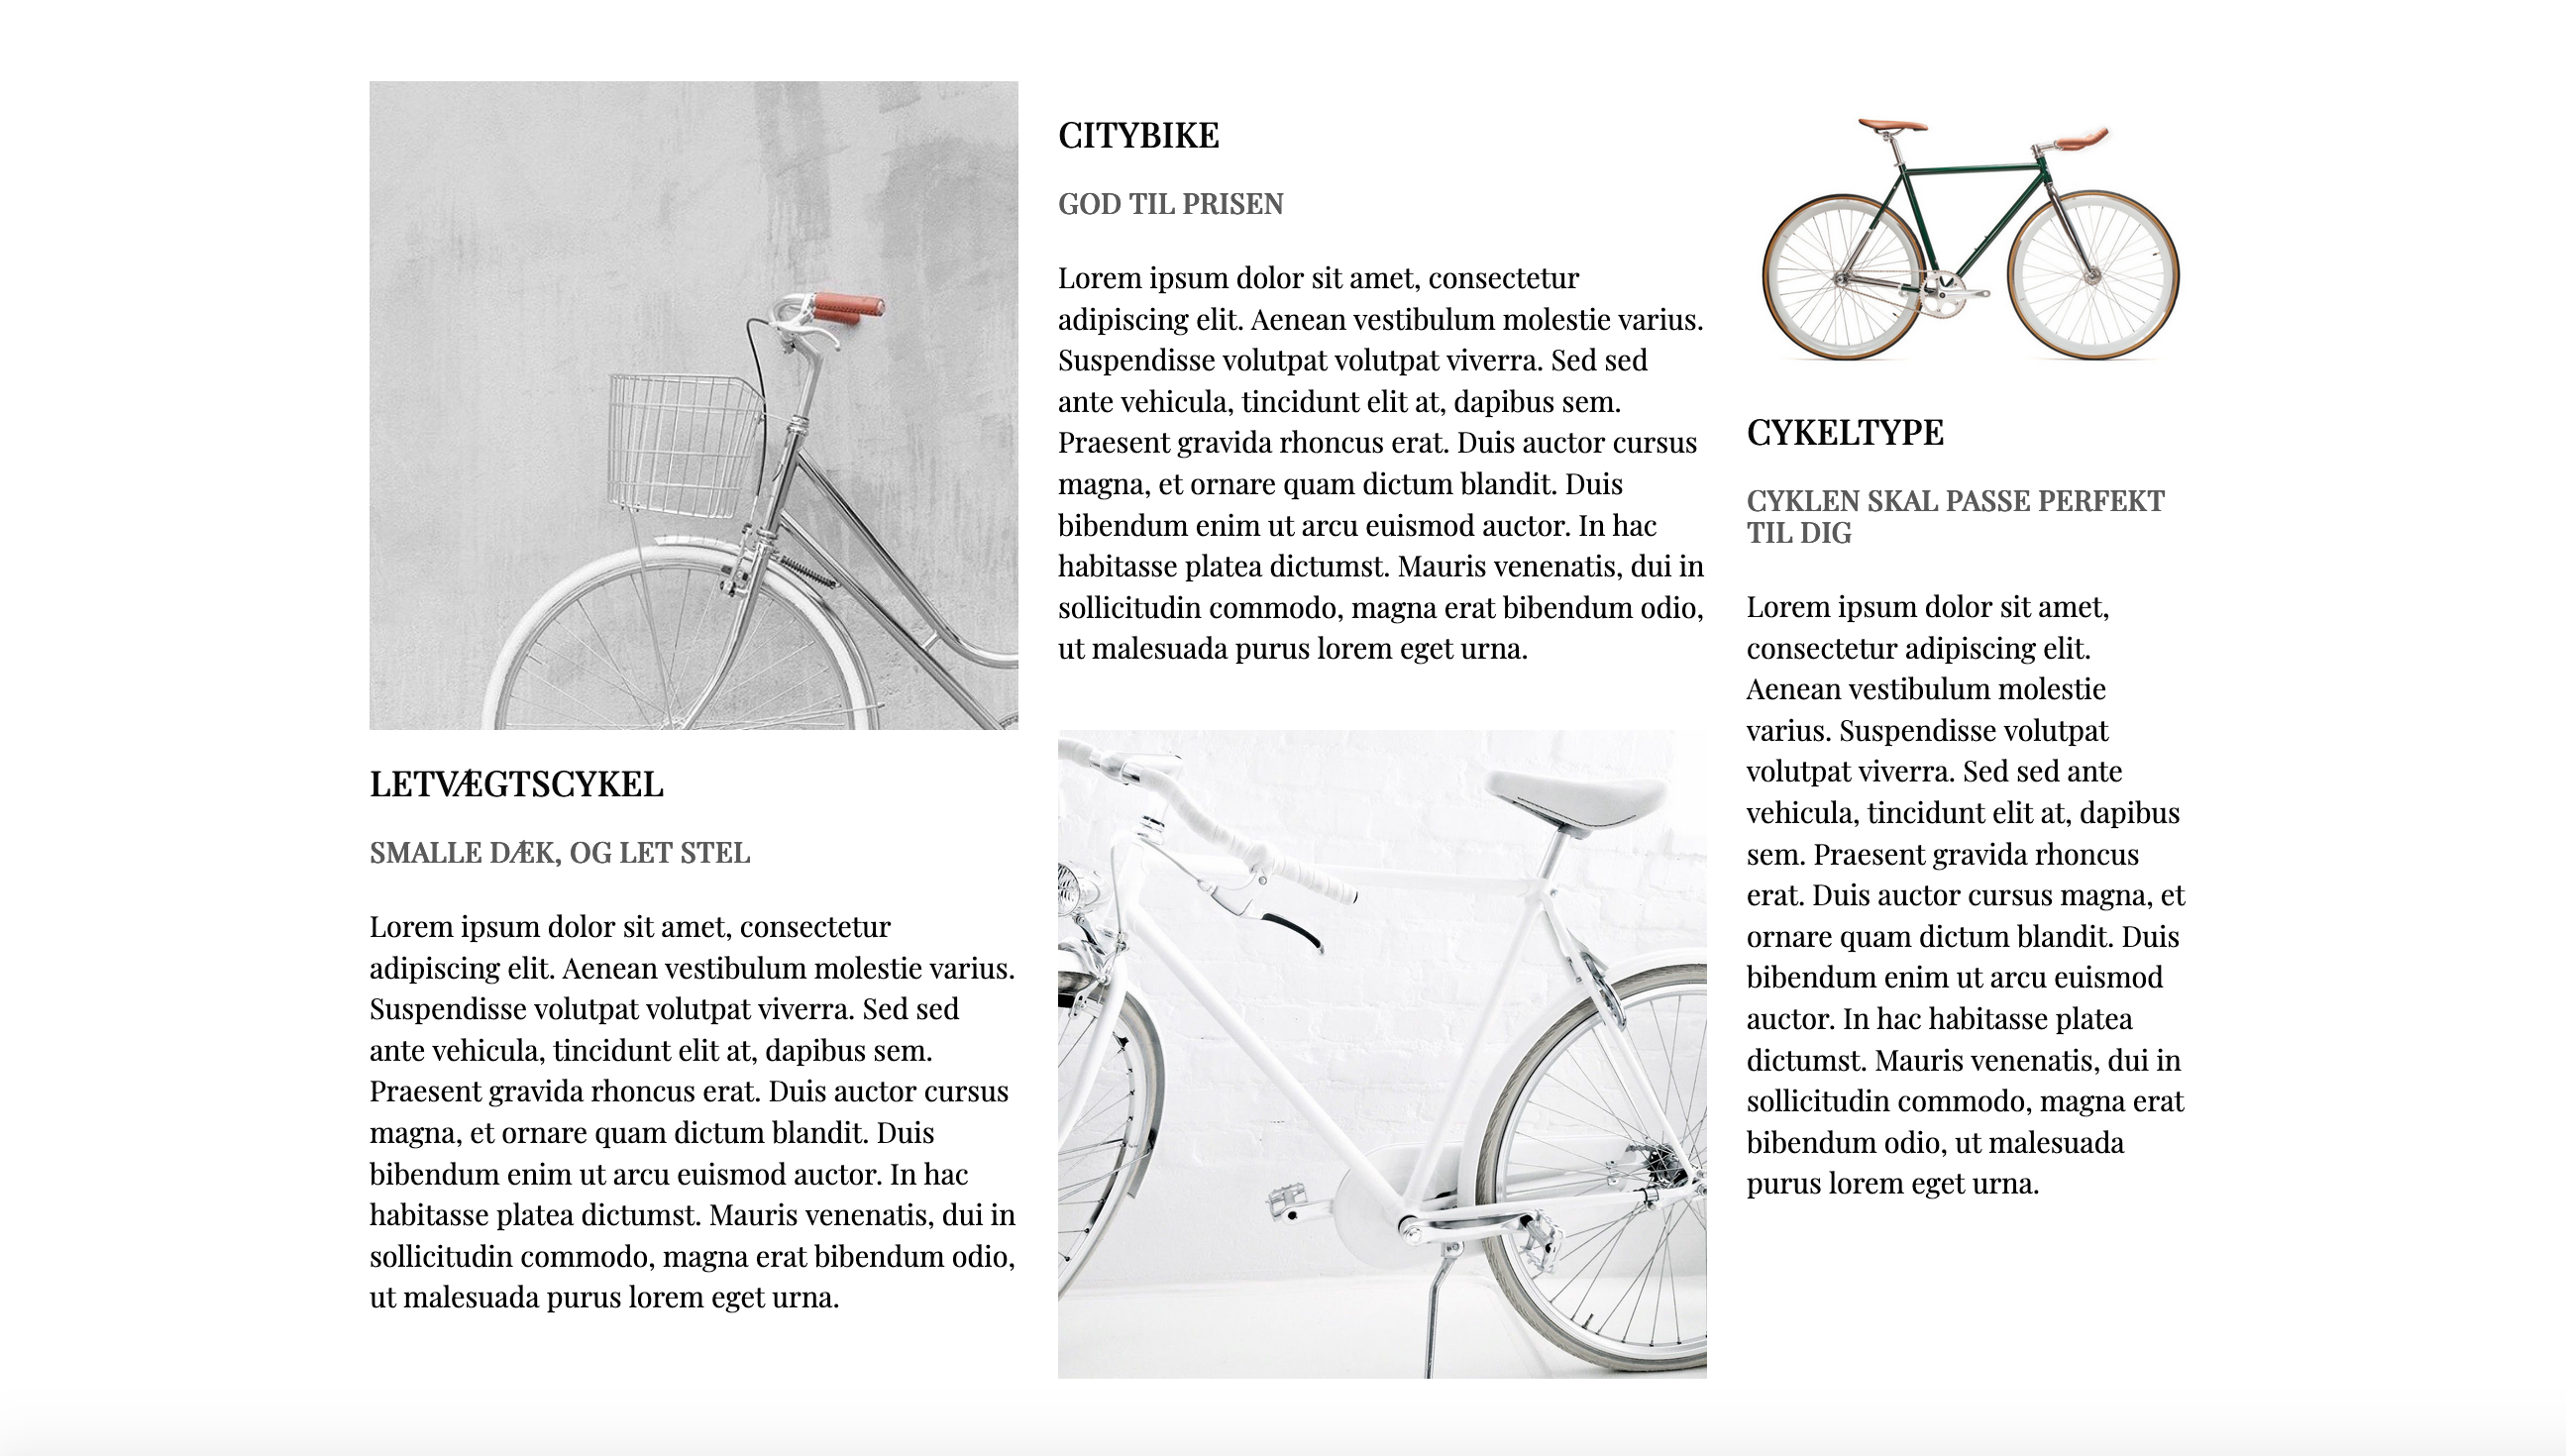 CITYBIKE
GOD TIL PRISEN
Lorem ipsum dolor sit amet, consectetur
adipiscing elit. Aenean vestibulum molestie varius.
Suspendisse volutpat volutpat viverra. Sed sed
ante vehicula, tincidunt elit at, dapibus sem.
Praesent gravida rhoncus erat. Duis auctor cursus
magna, et ornare quam dictum blandit. Duis
bibendum enim ut arcu euismod auctor. In hac
habitasse platea dictumst. Mauris venenatis, dui in
sollicitudin commodo, magna erat bibendum odio,
ut malesuada purus lorem eget urna.
LETVÆGTSCYKEL
SMALLE DÆK, OG LET STEL
Lorem ipsum dolor sit amet, consectetur
adipiscing elit. Aenean vestibulum molestie varius.
Suspendisse volutpat volutpat viverra. Sed sed
ante vehicula, tincidunt elit at, dapibus sem.
Praesent gravida rhoncus erat. Duis auctor cursus
magna, et ornare quam dictum blandit. Duis
bibendum enim ut arcu euismod auctor. In hac
habitasse platea dictumst. Mauris venenatis, dui in
sollicitudin commodo, magna erat bibendum odio,
ut malesuada purus lorem eget urna.
CYKELTYPE
CYKLEN SKAL PASSE PERFEKT
TIL DIG
Lorem ipsum dolor sit amet,
consectetur adipiscing elit.
Aenean vestibulum molestie
varius. Suspendisse volutpat
volutpat viverra. Sed sed ante
vehicula, tincidunt elit at, dapibus
sem. Praesent gravida rhoncus
erat. Duis auctor cursus magna, et
ornare quam dictum blandit. Duis
bibendum enim ut arcu euismod
auctor. In hac habitasse platea
dictumst. Mauris venenatis, dui in
sollicitudin commodo, magna erat
bibendum odio, ut malesuada
purus lorem eget urna.